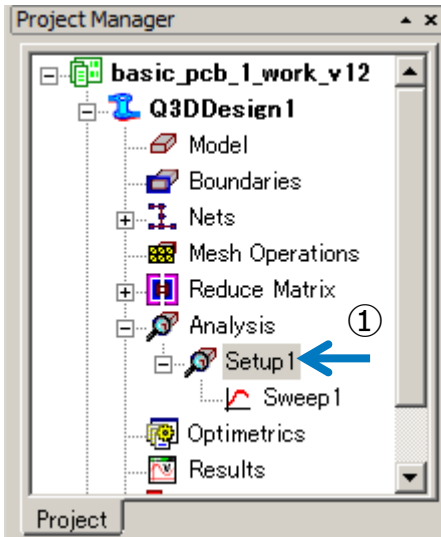 Project Manager
basic_pcb_1_work_v12
Q3DDesign1
Model
Boundaries
Nets
Mesh Operations
Reduce Matrix
Analysis
①
Setup1
Sweep1
Optimetrics
Results
Project